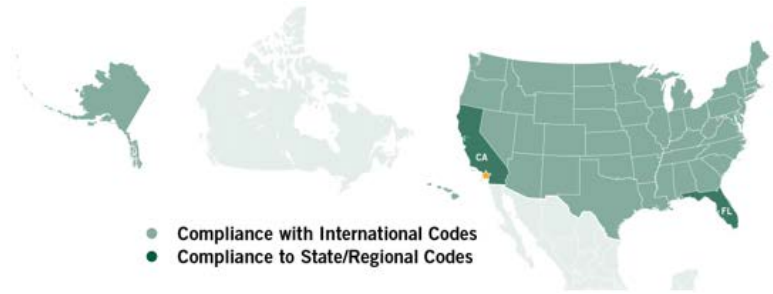 CA
FL
Compliance with International Codes
Compliance to State/Regional Codes